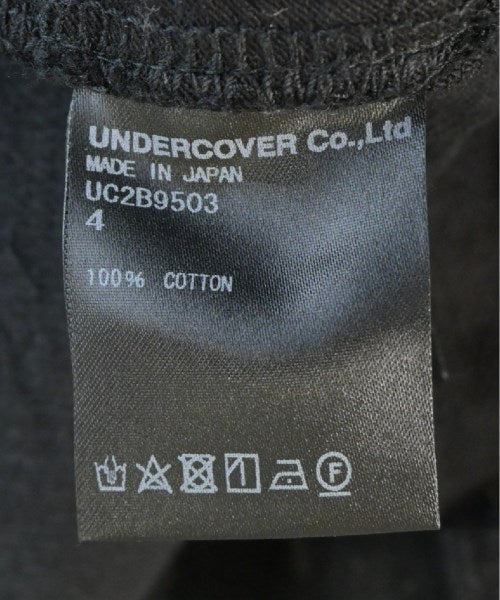 UNDERCOVER Co.,Ltd
MADE IN JAPAN
UC2B9503
4
100% COTTON
F